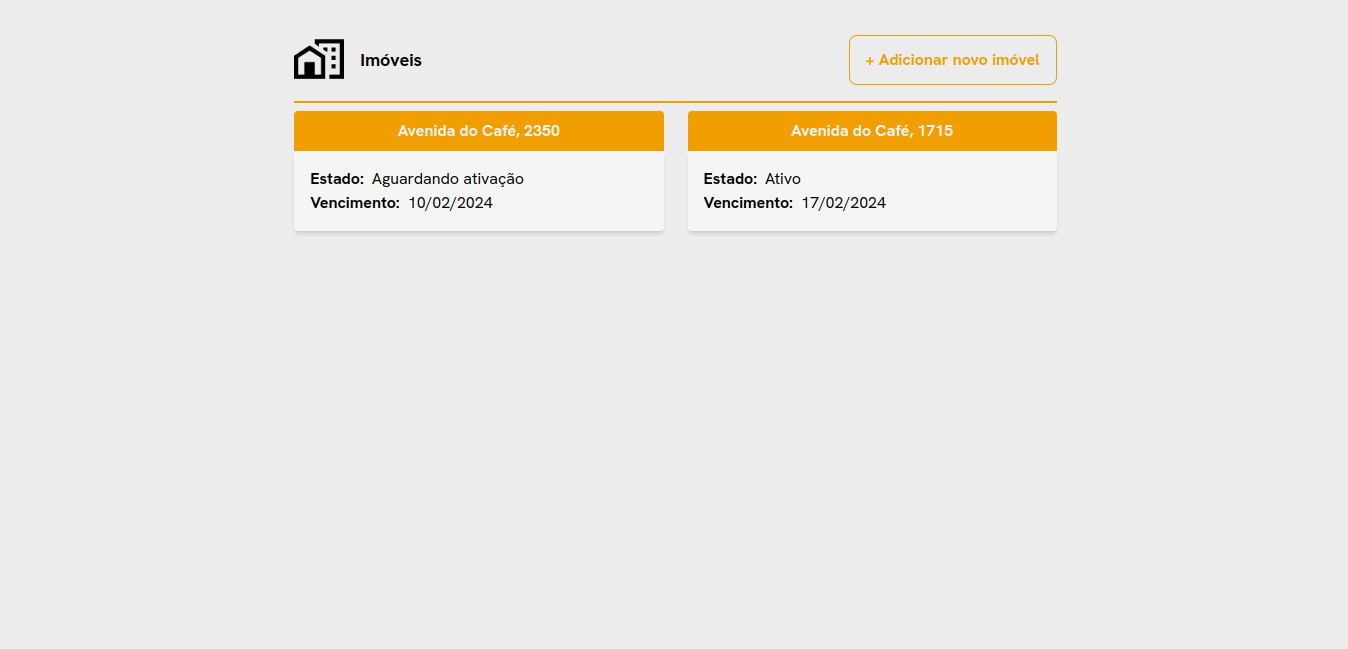 Imóveis
+ Adicionar novo imóvel
Avenida do Café, 2350
Estado: Aguardando ativação
Vencimento: 10/02/2024
Avenida do Café, 1715
Estado: Ativo
Vencimento: 17/02/2024